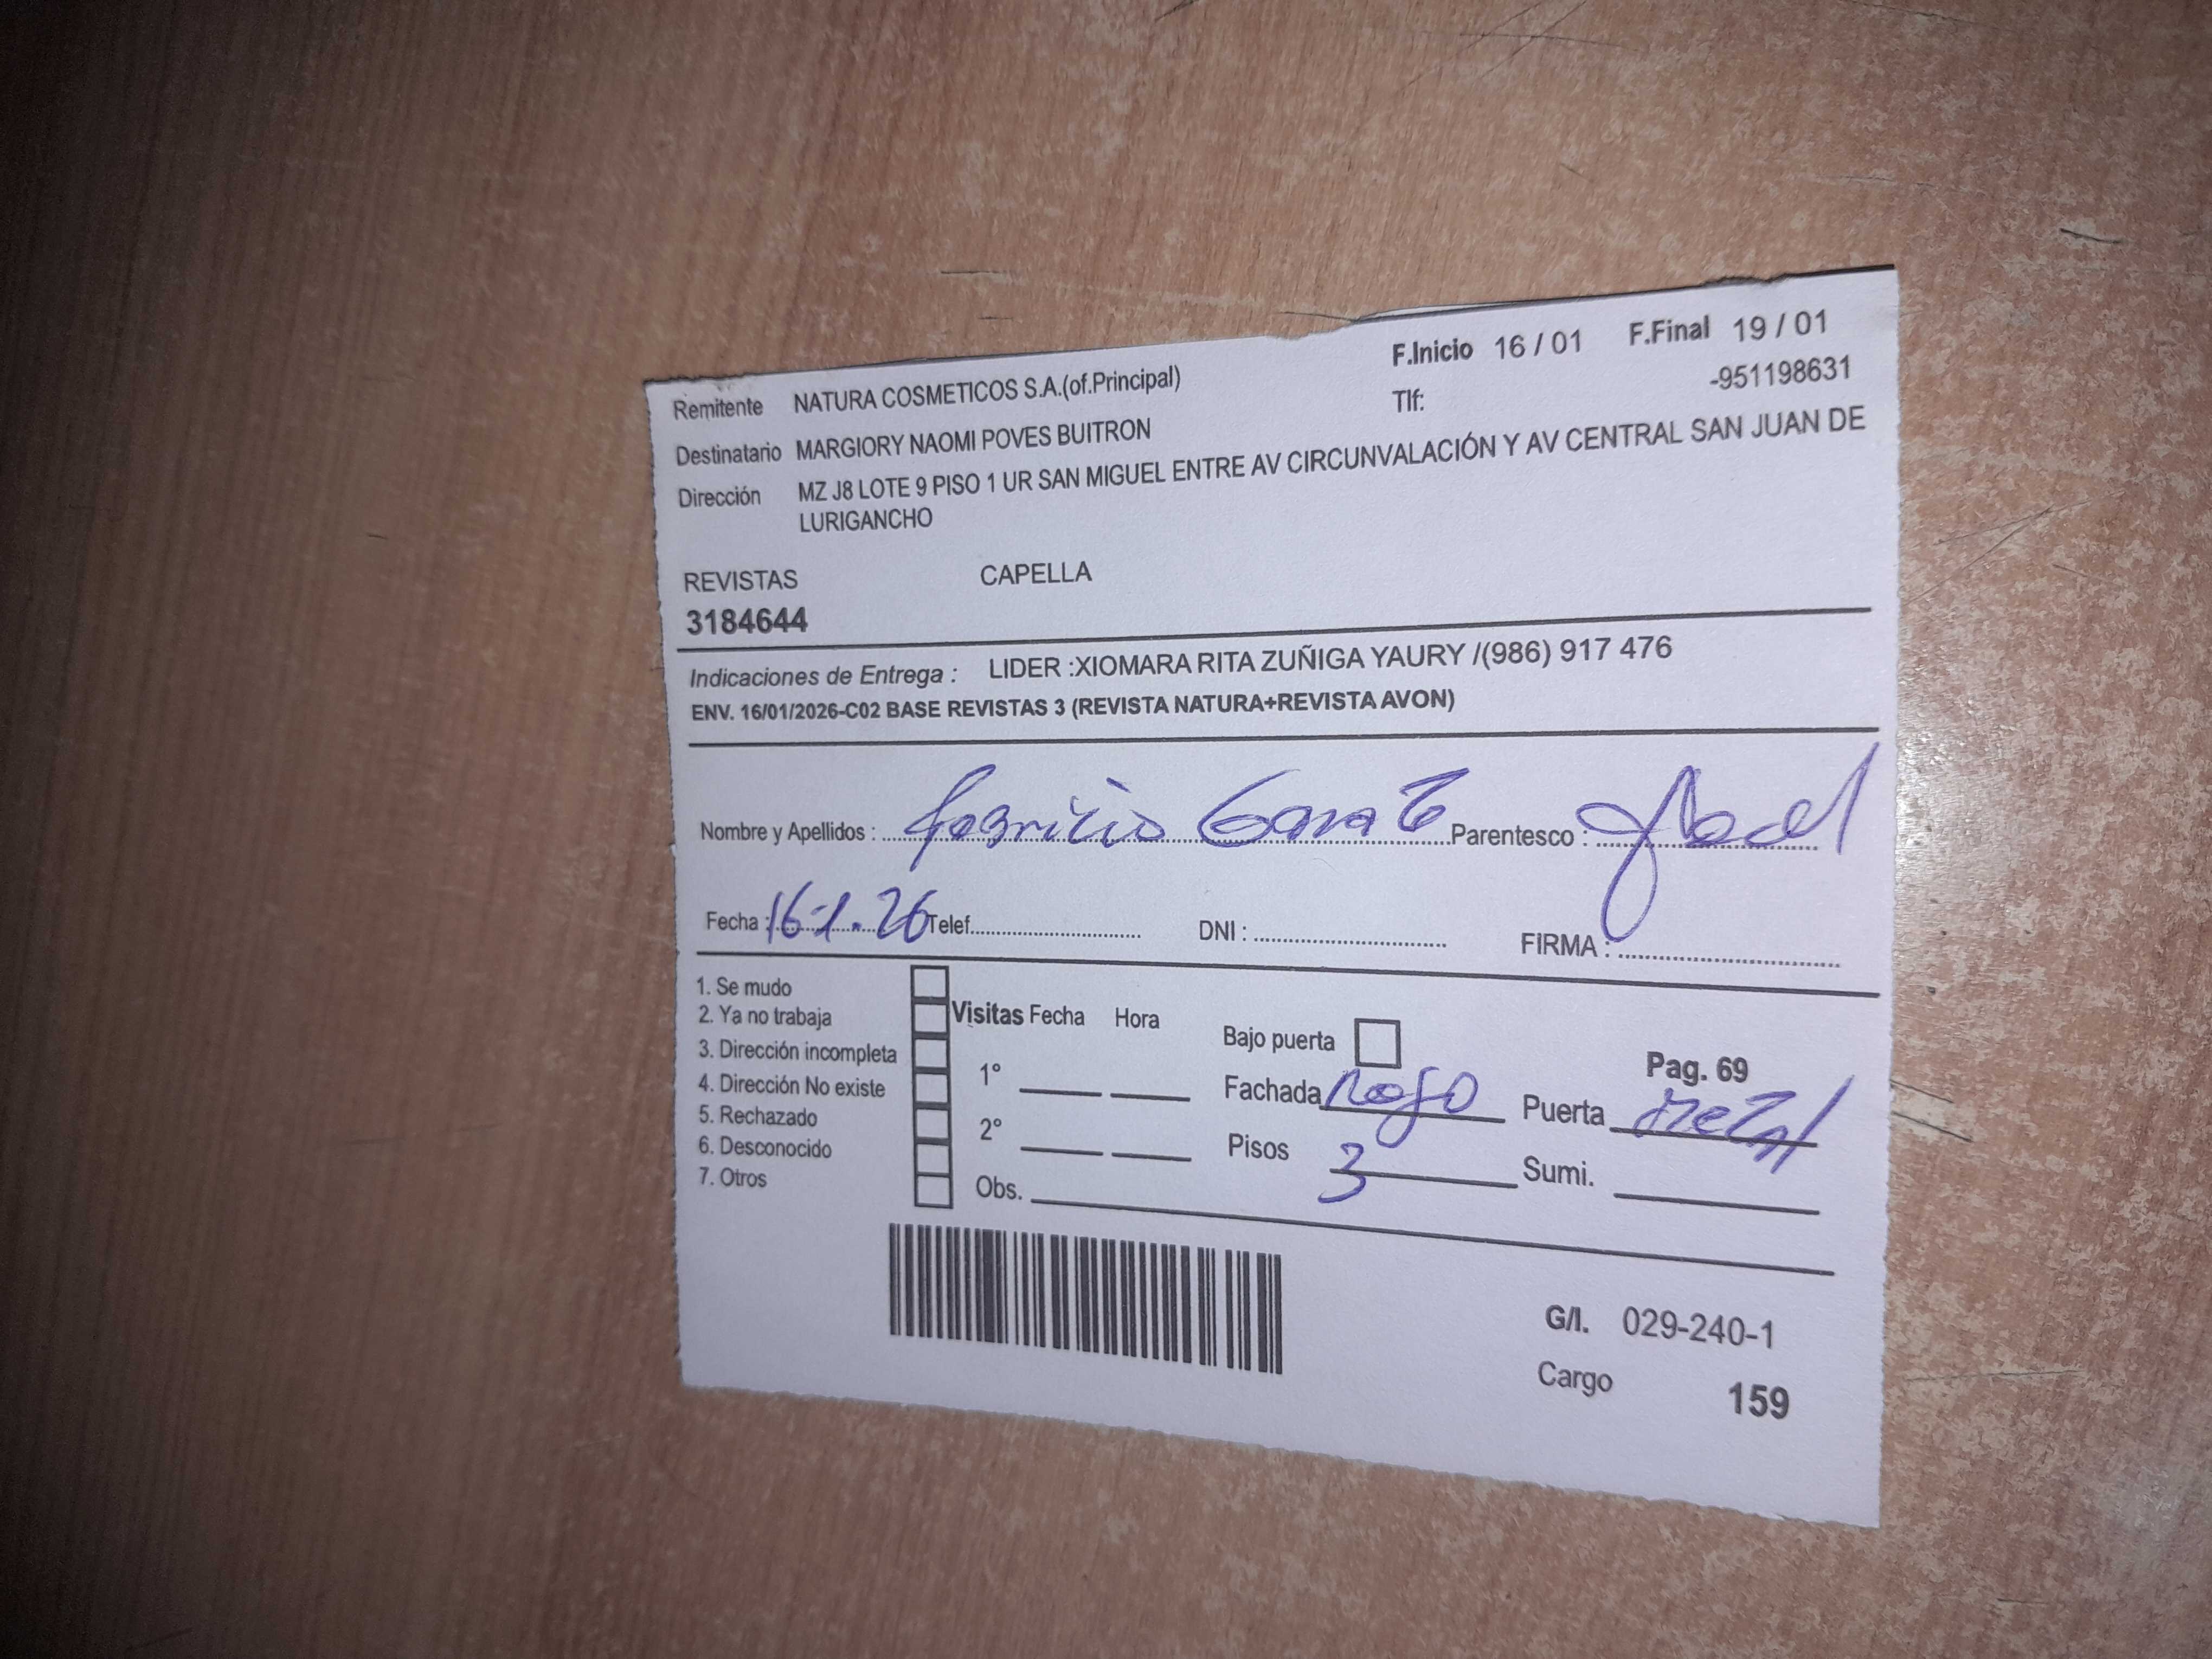 F.Inicio 16 / 01 F.Final 19 / 01
Remitente NATURA COSMETICOS S.A.(of.Principal) Tlf: -951198631
Destinatario MARGIORY NAOMI POVES BUITRON
Dirección MZ J8 LOTE 9 PISO 1 UR SAN MIGUEL ENTRE AV CIRCUNVALACIÓN Y AV CENTRAL SAN JUAN DE
LURIGANCHO
REVISTAS CAPELLA
3184644
Indicaciones de Entrega : LIDER :XIOMARA RITA ZUÑIGA YAURY /(986) 917 476
ENV. 16/01/2026-C02 BASE REVISTAS 3 (REVISTA NATURA+REVISTA AVON)
Nombre y Apellidos : Parentesco :
Fecha : 16.1.26 Telef. DNI : FIRMA :
1. Se mudo
2. Ya no trabaja
3. Dirección incompleta
4. Dirección No existe
5. Rechazado
6. Desconocido
7. Otros
Visitas Fecha Hora
1°
2°
Obs.
Bajo puerta
Pag. 69
Fachada rojo Puerta metal
Pisos 3 Sumi.
G/I. 029-240-1
Cargo 159